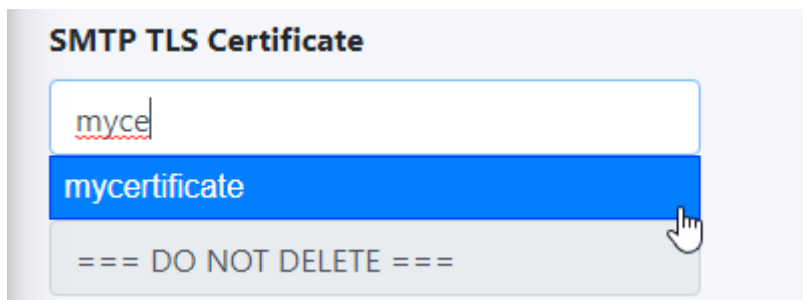 SMTP TLS Certificate
myce
mycertificate
=== DO NOT DELETE ===